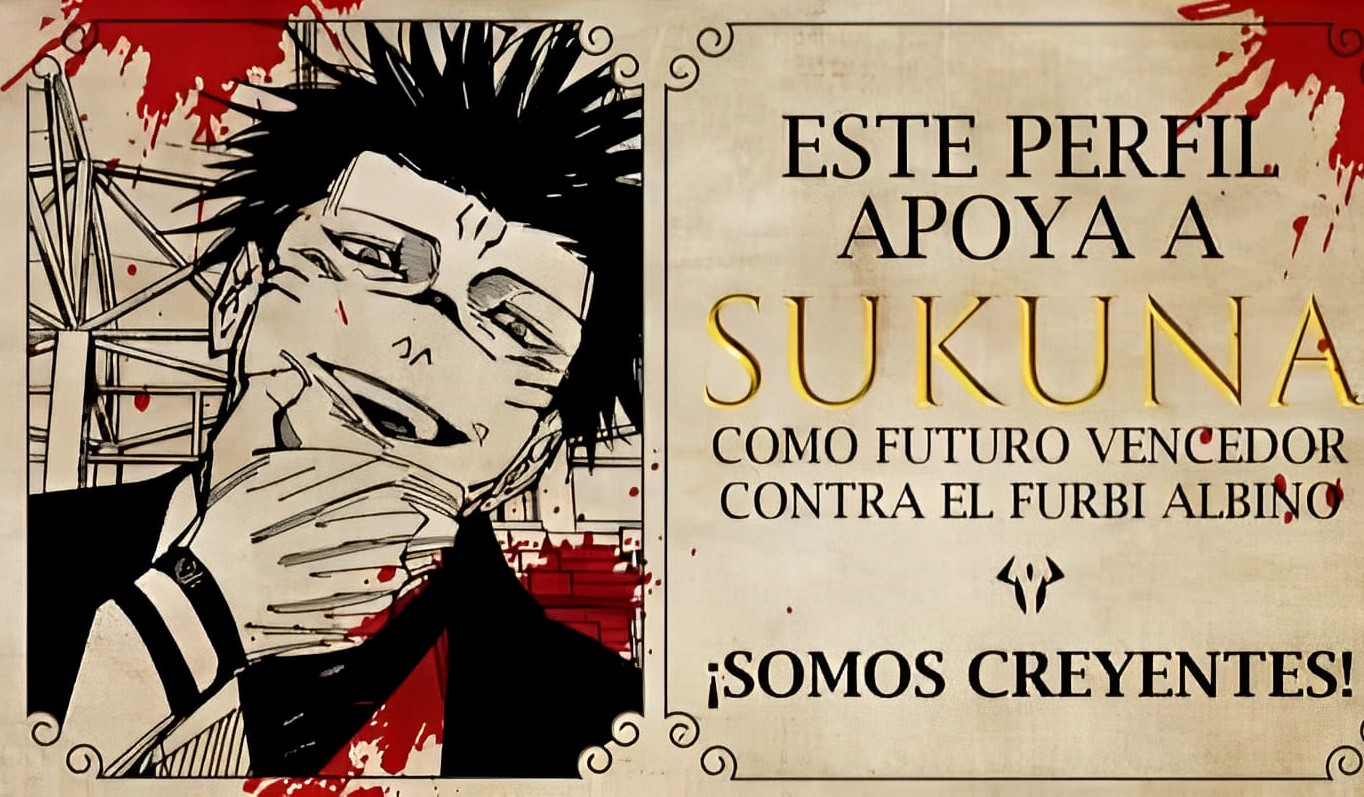 ESTE PERFIL
APOYA A
SUKUNA
COMO FUTURO VENCEDOR
CONTRA EL FURBI ALBINO
¡SOMOS CREYENTES!